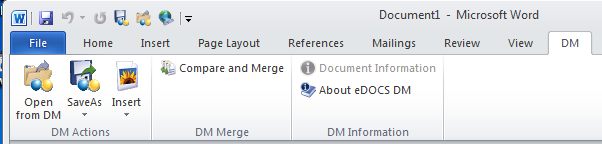 Document1 - Microsoft Word
File Home Insert Page Layout References Mailings Review View DM
Open from DM
SaveAs
Insert
Compare and Merge
Document Information
About eDOCS DM
DM Actions DM Merge DM Information